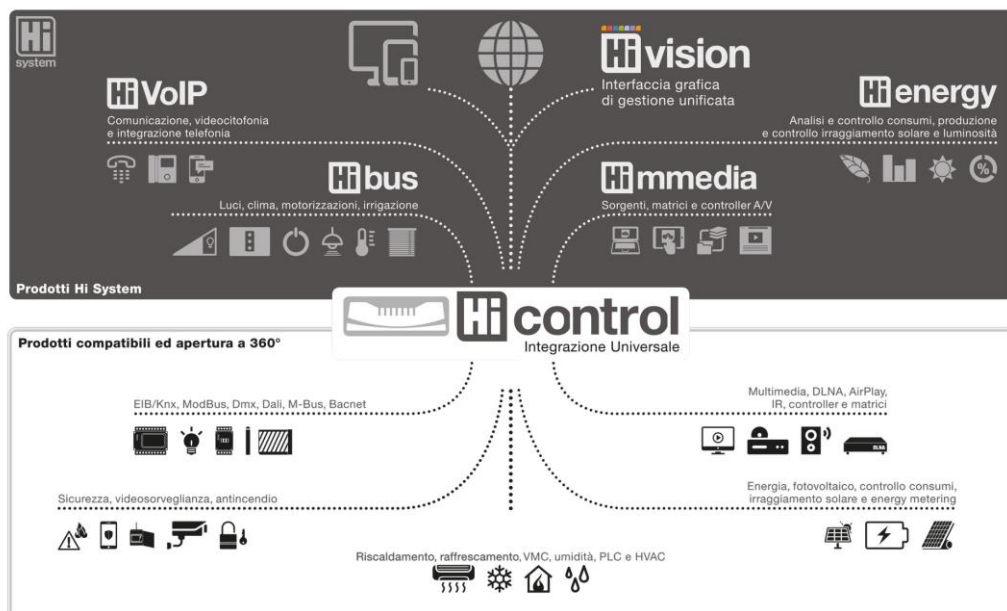 Hi
system
Hi vision
Interfaccia grafica
di gestione unificata
Hi VoIP
Comunicazione, videocitofonia
e integrazione telefonia
Hi energy
Analisi e controllo consumi, produzione
e controllo irraggiamento solare e luminosità
%
Hi bus
Luci, clima, motorizzazioni, irrigazione
Hi mmedia
Sorgenti, matrici e controller A/V
Prodotti Hi System
Hi control
Integrazione Universale
Prodotti compatibili ed apertura a 360°
EIB/Knx, ModBus, Dmx, Dali, M-Bus, Bacnet
Multimedia, DLNA, AirPlay,
IR, controller e matrici
DLNA
Sicurezza, videosorveglianza, antincendio
Energia, fotovoltaico, controllo consumi,
irraggiamento solare e energy metering
Riscaldamento, raffrescamento, VMC, umidità, PLC e HVAC